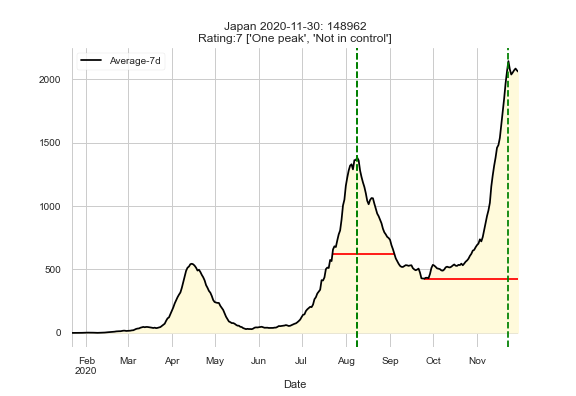 Japan 2020-11-30: 148962
Rating:7 ['One peak', 'Not in control']
Average-7d
2000
1500
1000
500
0
Feb Mar Apr May Jun Jul Aug Sep Oct Nov
2020
Date